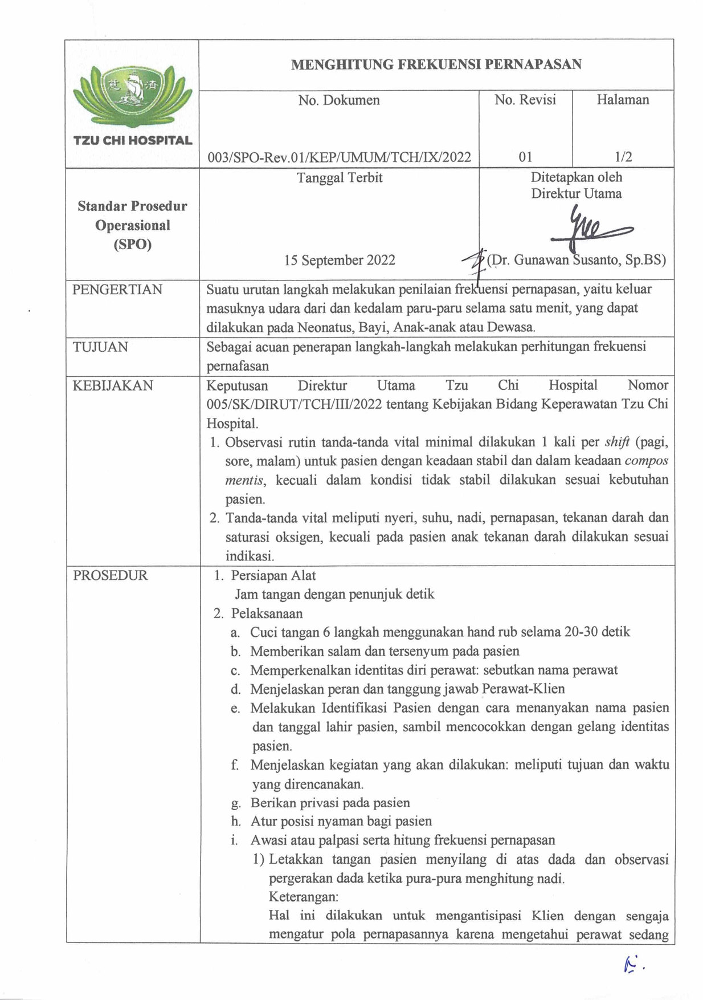 MENGHITUNG FREKUENSI PERNAPASAN
慈 濟
TZU CHI HOSPITAL
No. Dokumen
003/SPO-Rev.01/KEP/UMUM/TCH/IX/2022
No. Revisi
01
Halaman
1/2
Standar Prosedur
Operasional
(SPO)
Tanggal Terbit
15 September 2022
Ditetapkan oleh
Direktur Utama
(Dr. Gunawan Susanto, Sp.BS)
PENGERTIAN
Suatu urutan langkah melakukan penilaian frekuensi pernapasan, yaitu keluar
masuknya udara dari dan kedalam paru-paru selama satu menit, yang dapat
dilakukan pada Neonatus, Bayi, Anak-anak atau Dewasa.
TUJUAN
Sebagai acuan penerapan langkah-langkah melakukan perhitungan frekuensi
pernafasan
KEBIJAKAN
Keputusan Direktur Utama Tzu Chi Hospital Nomor
005/SK/DIRUT/TCH/III/2022 tentang Kebijakan Bidang Keperawatan Tzu Chi
Hospital.
1. Observasi rutin tanda-tanda vital minimal dilakukan 1 kali per shift (pagi,
sore, malam) untuk pasien dengan keadaan stabil dan dalam keadaan compos
mentis, kecuali dalam kondisi tidak stabil dilakukan sesuai kebutuhan
pasien.
2. Tanda-tanda vital meliputi nyeri, suhu, nadi, pernapasan, tekanan darah dan
saturasi oksigen, kecuali pada pasien anak tekanan darah dilakukan sesuai
indikasi.
PROSEDUR
1. Persiapan Alat
Jam tangan dengan penunjuk detik
2. Pelaksanaan
a. Cuci tangan 6 langkah menggunakan hand rub selama 20-30 detik
b. Memberikan salam dan tersenyum pada pasien
c. Memperkenalkan identitas diri perawat: sebutkan nama perawat
d. Menjelaskan peran dan tanggung jawab Perawat-Klien
e. Melakukan Identifikasi Pasien dengan cara menanyakan nama pasien
dan tanggal lahir pasien, sambil mencocokkan dengan gelang identitas
pasien.
f. Menjelaskan kegiatan yang akan dilakukan: meliputi tujuan dan waktu
yang direncanakan.
g. Berikan privasi pada pasien
h. Atur posisi nyaman bagi pasien
i. Awasi atau palpasi serta hitung frekuensi pernapasan
1) Letakkan tangan pasien menyilang di atas dada dan observasi
pergerakan dada ketika pura-pura menghitung nadi.
Keterangan:
Hal ini dilakukan untuk mengantisipasi Klien dengan sengaja
mengatur pola pernapasannya karena mengetahui perawat sedang